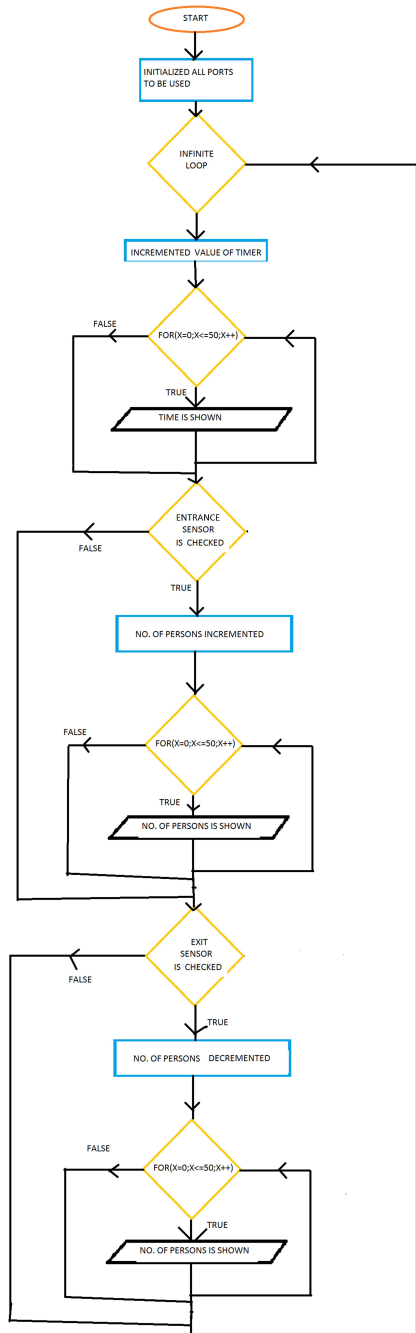 START
INITIALIZED ALL PORTS
TO BE USED
INFINITE
LOOP
INCREMENTED VALUE OF TIMER
FALSE
FOR(X=0;X<=50;X++)
TRUE
TIME IS SHOWN
ENTRANCE
SENSOR
IS CHECKED
FALSE
TRUE
NO. OF PERSONS INCREMENTED
FALSE
FOR(X=0;X<=50;X++)
TRUE
NO. OF PERSONS IS SHOWN
EXIT
SENSOR
IS CHECKED
FALSE
TRUE
NO. OF PERSONS DECREMENTED
FALSE
FOR(X=0;X<=50;X++)
TRUE
NO. OF PERSONS IS SHOWN